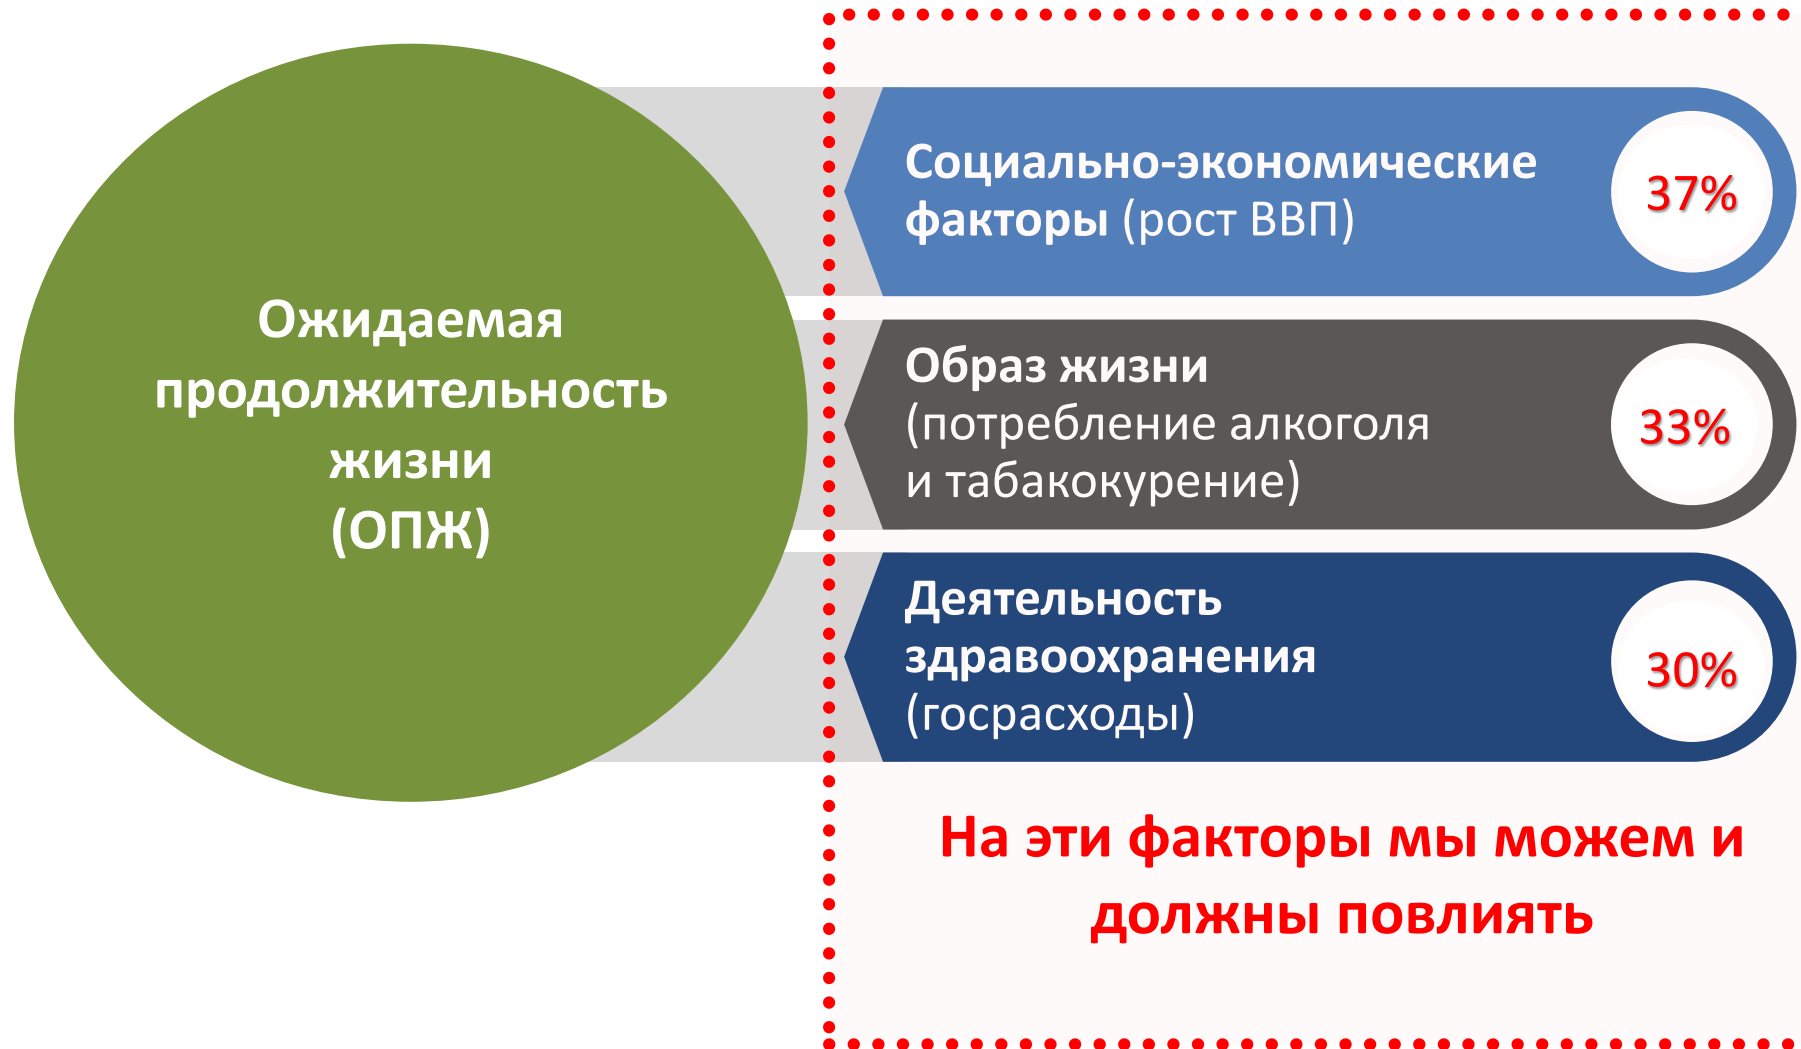 Ожидаемая
продолжительность
жизни
(ОПЖ)
Социально-экономические
факторы (рост ВВП)
37%
Образ жизни
(потребление алкоголя
и табакокурение)
33%
Деятельность
здравоохранения
(госрасходы)
30%
На эти факторы мы можем и
должны повлиять